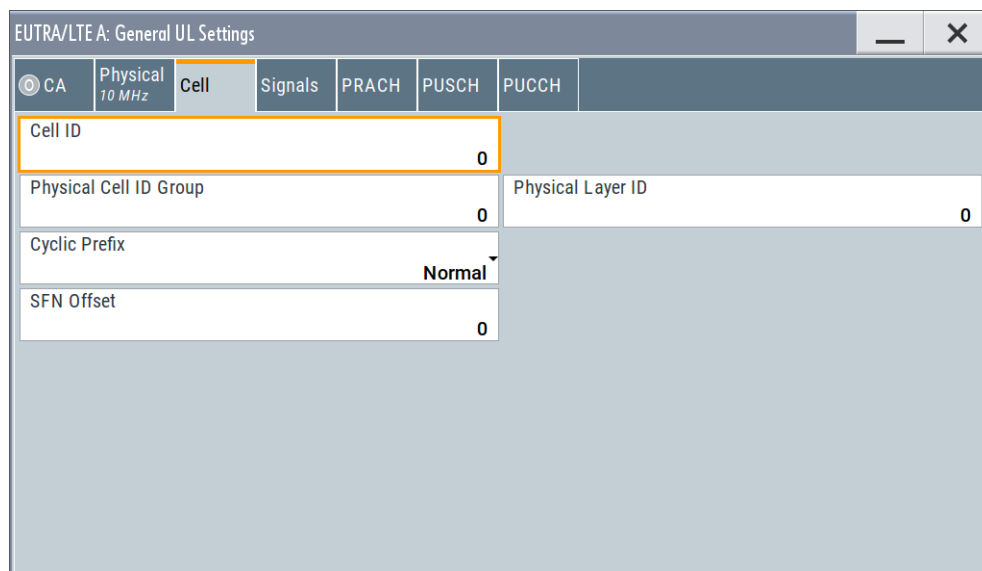 EUTRA/LTE A: General UL Settings
CA
Physical
10 MHz
Cell
Signals
PRACH
PUSCH
PUCCH
Cell ID
0
Physical Cell ID Group
0
Physical Layer ID
0
Cyclic Prefix
Normal
SFN Offset
0